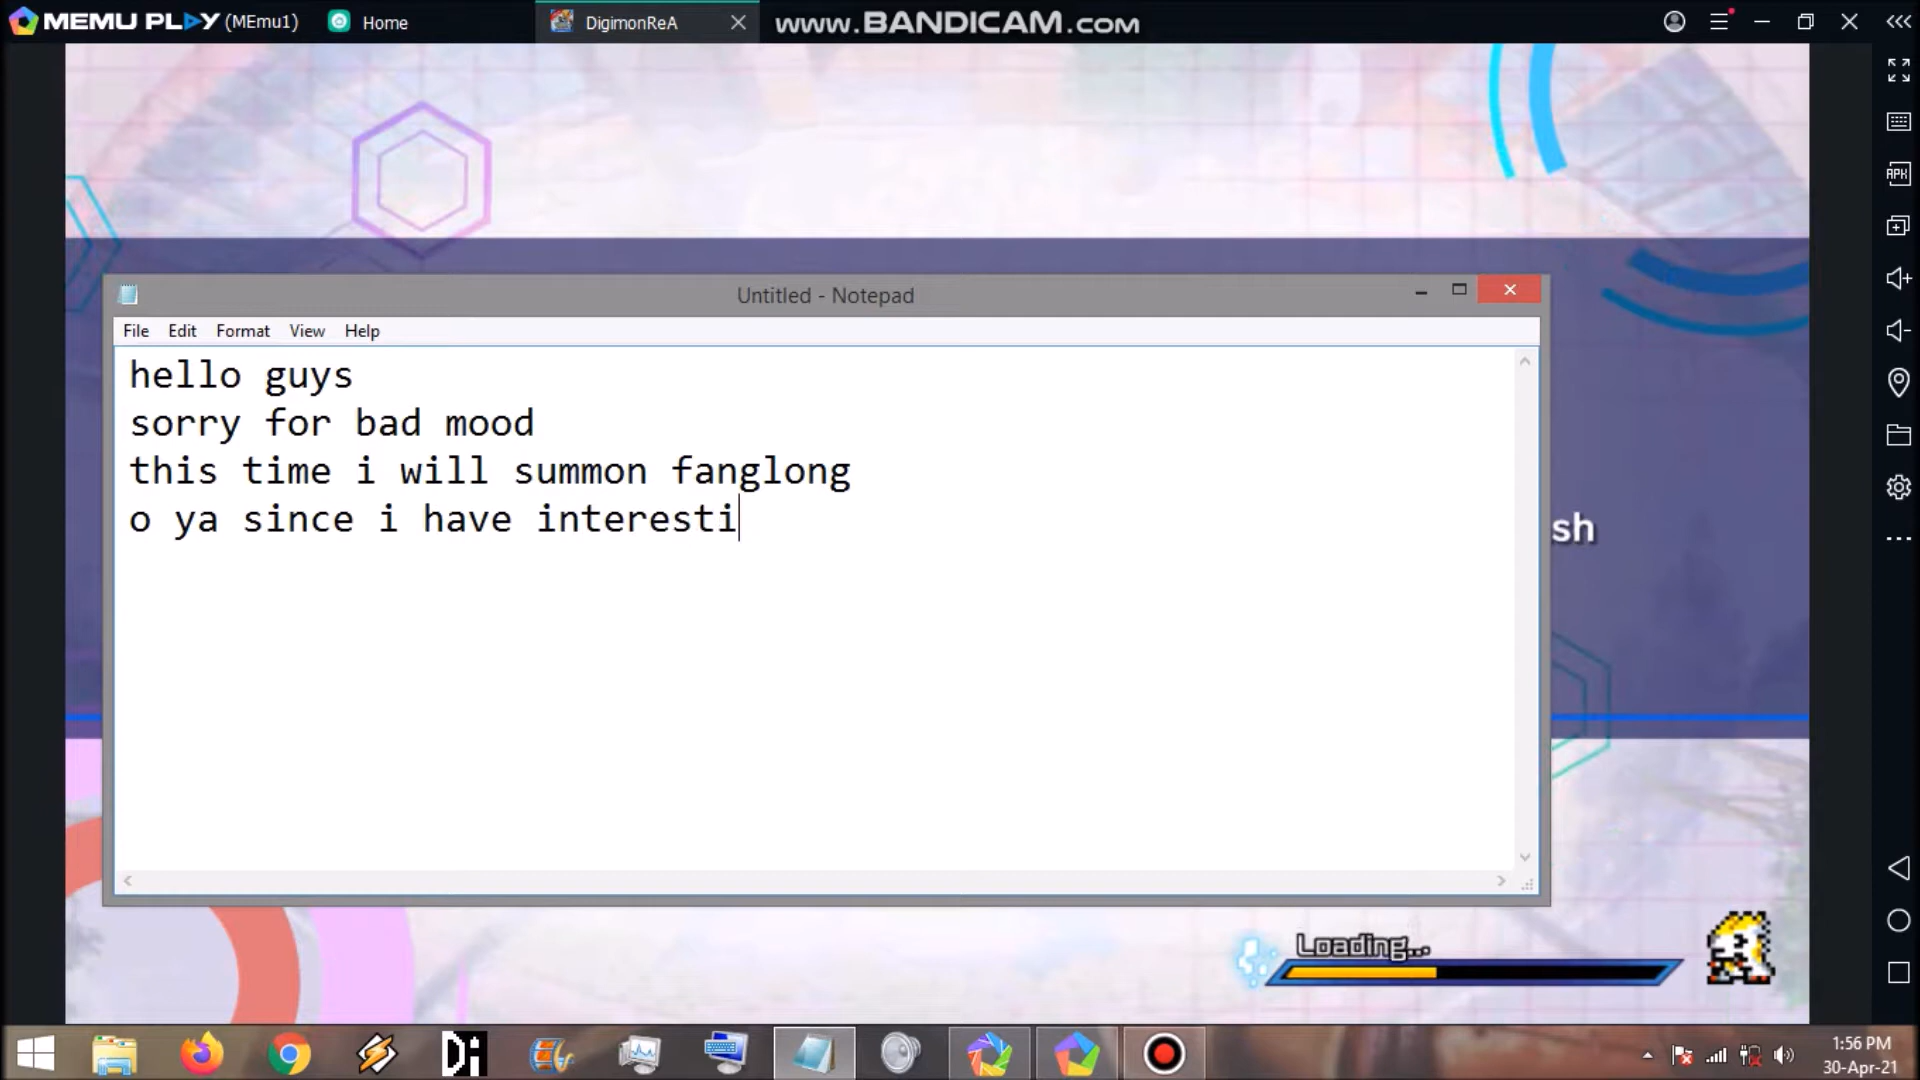 MEMU PLAY (MEmu1)
Home
DigimonReA
www.BANDICAM.com
APK
Untitled - Notepad
File Edit Format View Help
hello guys
sorry for bad mood
this time i will summon fanglong
o ya since i have interesti
sh
Loading...
1:56 PM
30-Apr-21